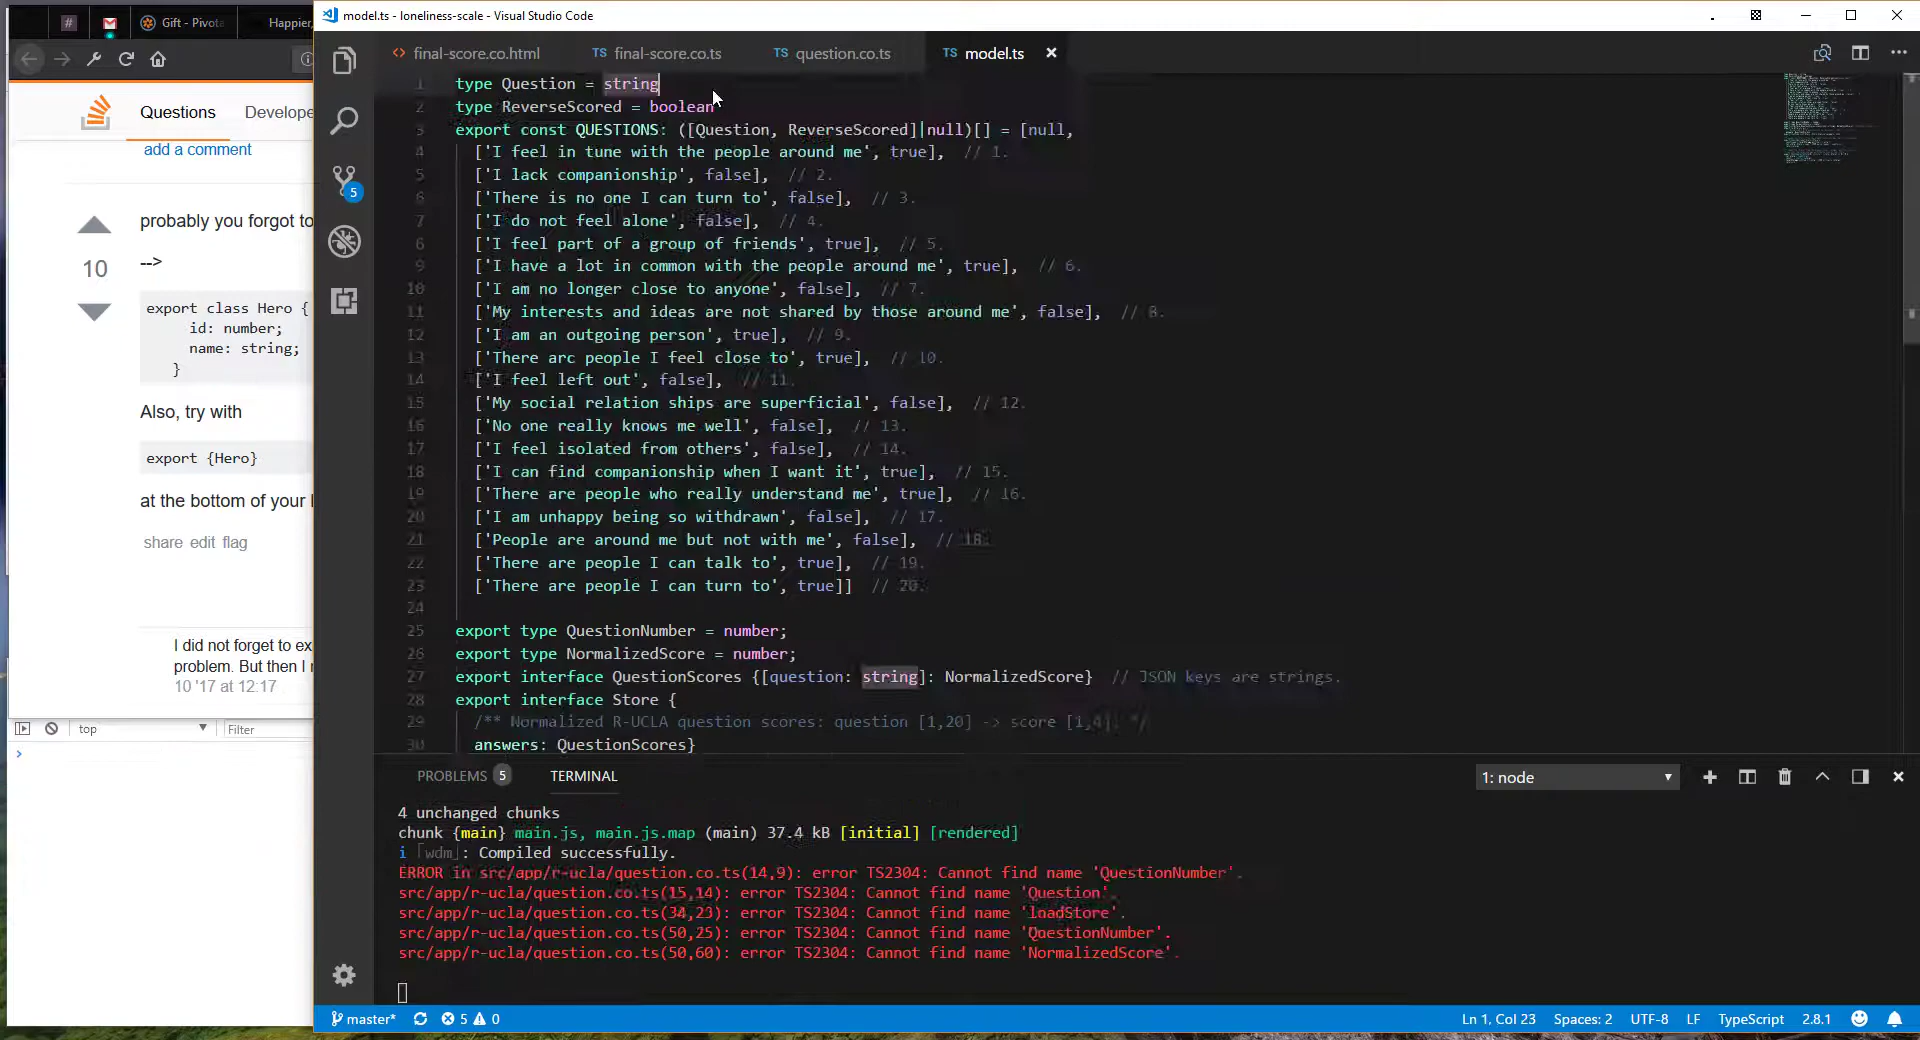 model.ts - loneliness-scale - Visual Studio Code
#
Gift - Pivota
Happier,
final-score.co.html
TS final-score.co.ts
TS question.co.ts
TS model.ts
Questions
Develope
add a comment
probably you forgot to
10
-->
export class Hero {
id: number;
name: string;
}
Also, try with
export {Hero}
at the bottom of your
share edit flag
I did not forget to ex
problem. But then I
10 '17 at 12:17
top
Filter
1 type Question = string
2 type ReverseScored = boolean
3 export const QUESTIONS: ([Question, ReverseScored]|null)[] = [null,
4 ['I feel in tune with the people around me', true], // 1.
5 ['I lack companionship', false], // 2.
6 ['There is no one I can turn to', false], // 3.
7 ['I do not feel alone', false], // 4.
8 ['I feel part of a group of friends', true], // 5.
9 ['I have a lot in common with the people around me', true], // 6.
10 ['I am no longer close to anyone', false], // 7.
11 ['My interests and ideas are not shared by those around me', false], // 8.
12 ['I am an outgoing person', true], // 9.
13 ['There arc people I feel close to', true], // 10.
14 ['I feel left out', false], // 11.
15 ['My social relation ships are superficial', false], // 12.
16 ['No one really knows me well', false], // 13.
17 ['I feel isolated from others', false], // 14.
18 ['I can find companionship when I want it', true], // 15.
19 ['There are people who really understand me', true], // 16.
20 ['I am unhappy being so withdrawn', false], // 17.
21 ['People are around me but not with me', false], // 18.
22 ['There are people I can talk to', true], // 19.
23 ['There are people I can turn to', true]] // 20.
24
25 export type QuestionNumber = number;
26 export type NormalizedScore = number;
27 export interface QuestionScores {[question: string]: NormalizedScore} // JSON keys are strings.
28 export interface Store {
29 /** Normalized R-UCLA question scores: question [1,20] -> score [1,4]. */
30 answers: QuestionScores}
5
PROBLEMS 5
TERMINAL
1: node
4 unchanged chunks
chunk {main} main.js, main.js.map (main) 37.4 kB [initial] [rendered]
i ｢wdm｣: Compiled successfully.
ERROR in src/app/r-ucla/question.co.ts(14,9): error TS2304: Cannot find name 'QuestionNumber'.
src/app/r-ucla/question.co.ts(15,14): error TS2304: Cannot find name 'Question'.
src/app/r-ucla/question.co.ts(34,23): error TS2304: Cannot find name 'loadStore'.
src/app/r-ucla/question.co.ts(50,25): error TS2304: Cannot find name 'QuestionNumber'.
src/app/r-ucla/question.co.ts(50,60): error TS2304: Cannot find name 'NormalizedScore'.
master*
5
0
Ln 1, Col 23
Spaces: 2
UTF-8
LF
TypeScript
2.8.1